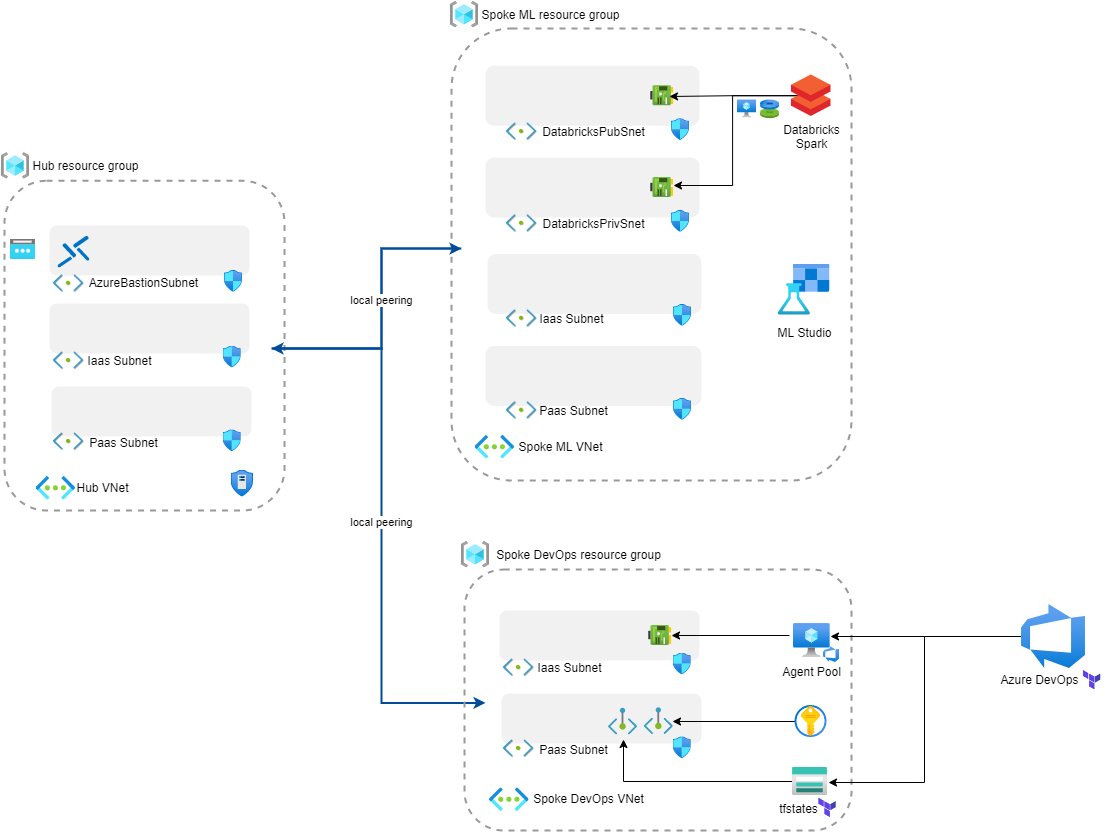 Spoke ML resource group
DatabricksPubSnet
Databricks
Spark
DatabricksPrivSnet
Iaas Subnet
ML Studio
Paas Subnet
Spoke ML VNet
Hub resource group
AzureBastionSubnet
Iaas Subnet
Paas Subnet
Hub VNet
local peering
local peering
Spoke DevOps resource group
Iaas Subnet
Agent Pool
Azure DevOps
Paas Subnet
Spoke DevOps VNet
tfstates